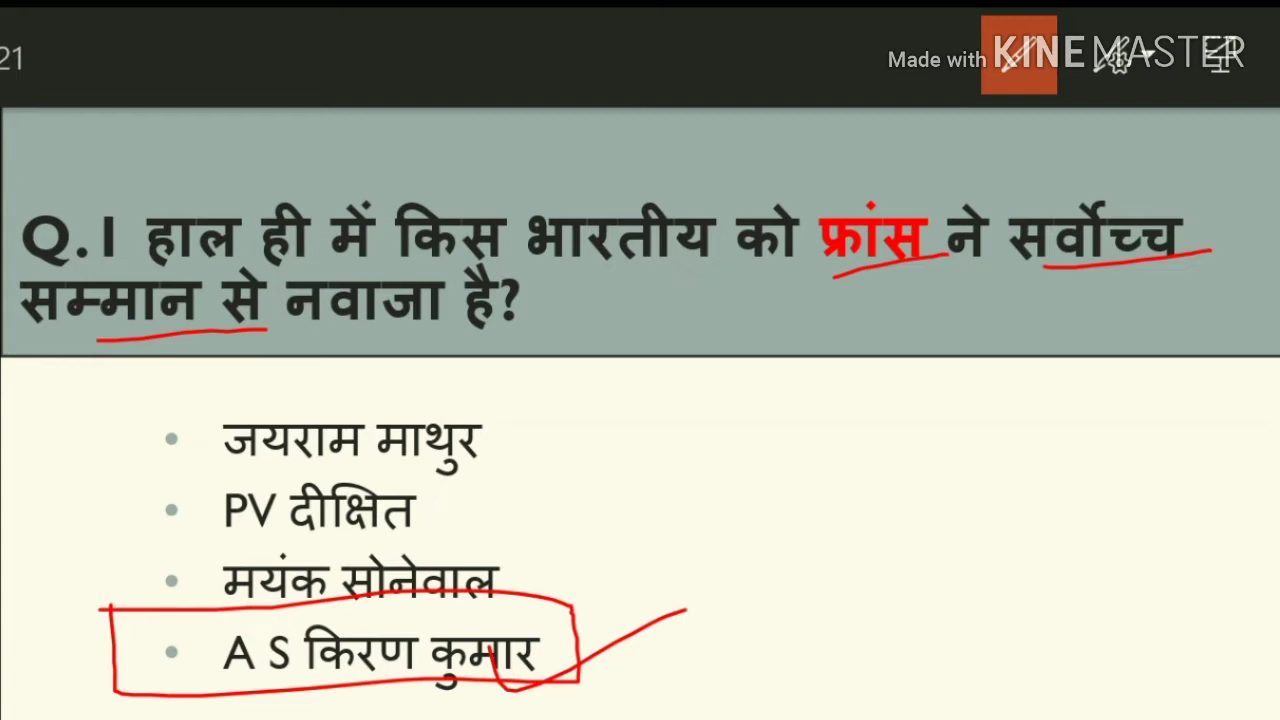 21
Made with KINEMASTER
Q.1 हाल ही में किस भारतीय को फ्रांस ने सर्वोच्च
सम्मान से नवाजा है?
जयराम माथुर
PV दीक्षित
मयंक सोनेवाल
A S किरण कुमार